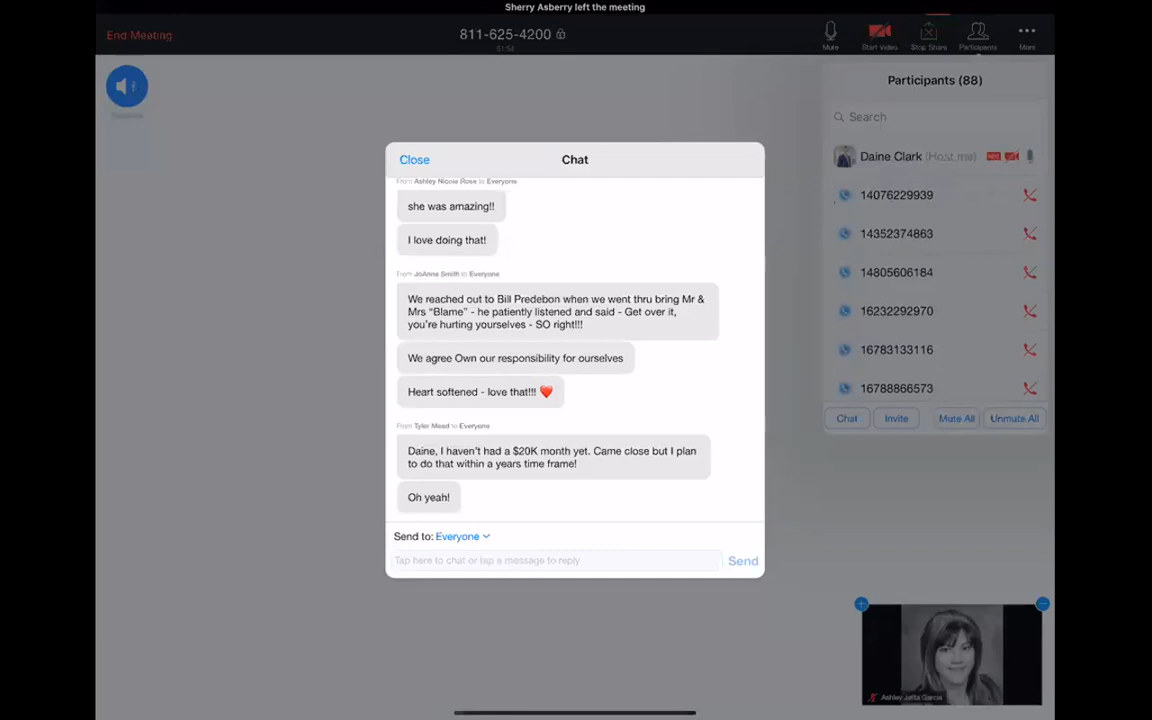 Sherry Asberry left the meeting
End Meeting
811-625-4200
51:53
Mute
Start Video
Stop Share
Participants
More
Participants (88)
Search
Daine Clark (Host, me)
REC
14076229939
14352374863
14805606184
16232292970
16783133116
16788866573
Chat
Invite
Mute All
Unmute All
Close
Chat
From Ashley Nicole Rose to Everyone
she was amazing!!
I love doing that!
From JoAnne Smith to Everyone
We reached out to Bill Predebon when we went thru bring Mr &
Mrs “Blame” - he patiently listened and said - Get over it,
you’re hurting yourselves - SO right!!!
We agree Own our responsibility for ourselves
Heart softened - love that!!! ❤️
From Tyler Mead to Everyone
Daine, I haven’t had a $20K month yet. Came close but I plan
to do that within a years time frame!
Oh yeah!
Send to: Everyone
Tap here to chat or tap a message to reply
Send
Ashley Garcia